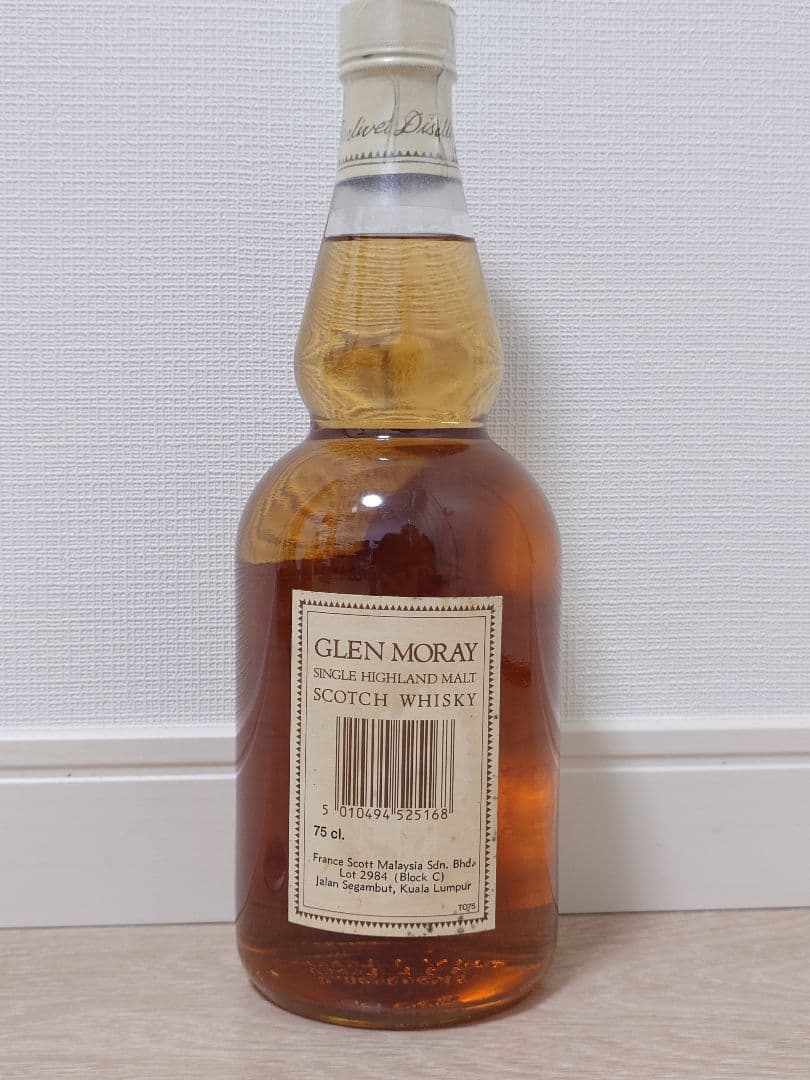 GLEN MORAY
SINGLE HIGHLAND MALT
SCOTCH WHISKY
5 010494 525168
75 cl.
France Scott Malaysia Sdn. Bhd.
Lot 2984 (Block C)
Jalan Segambut, Kuala Lumpur
T075